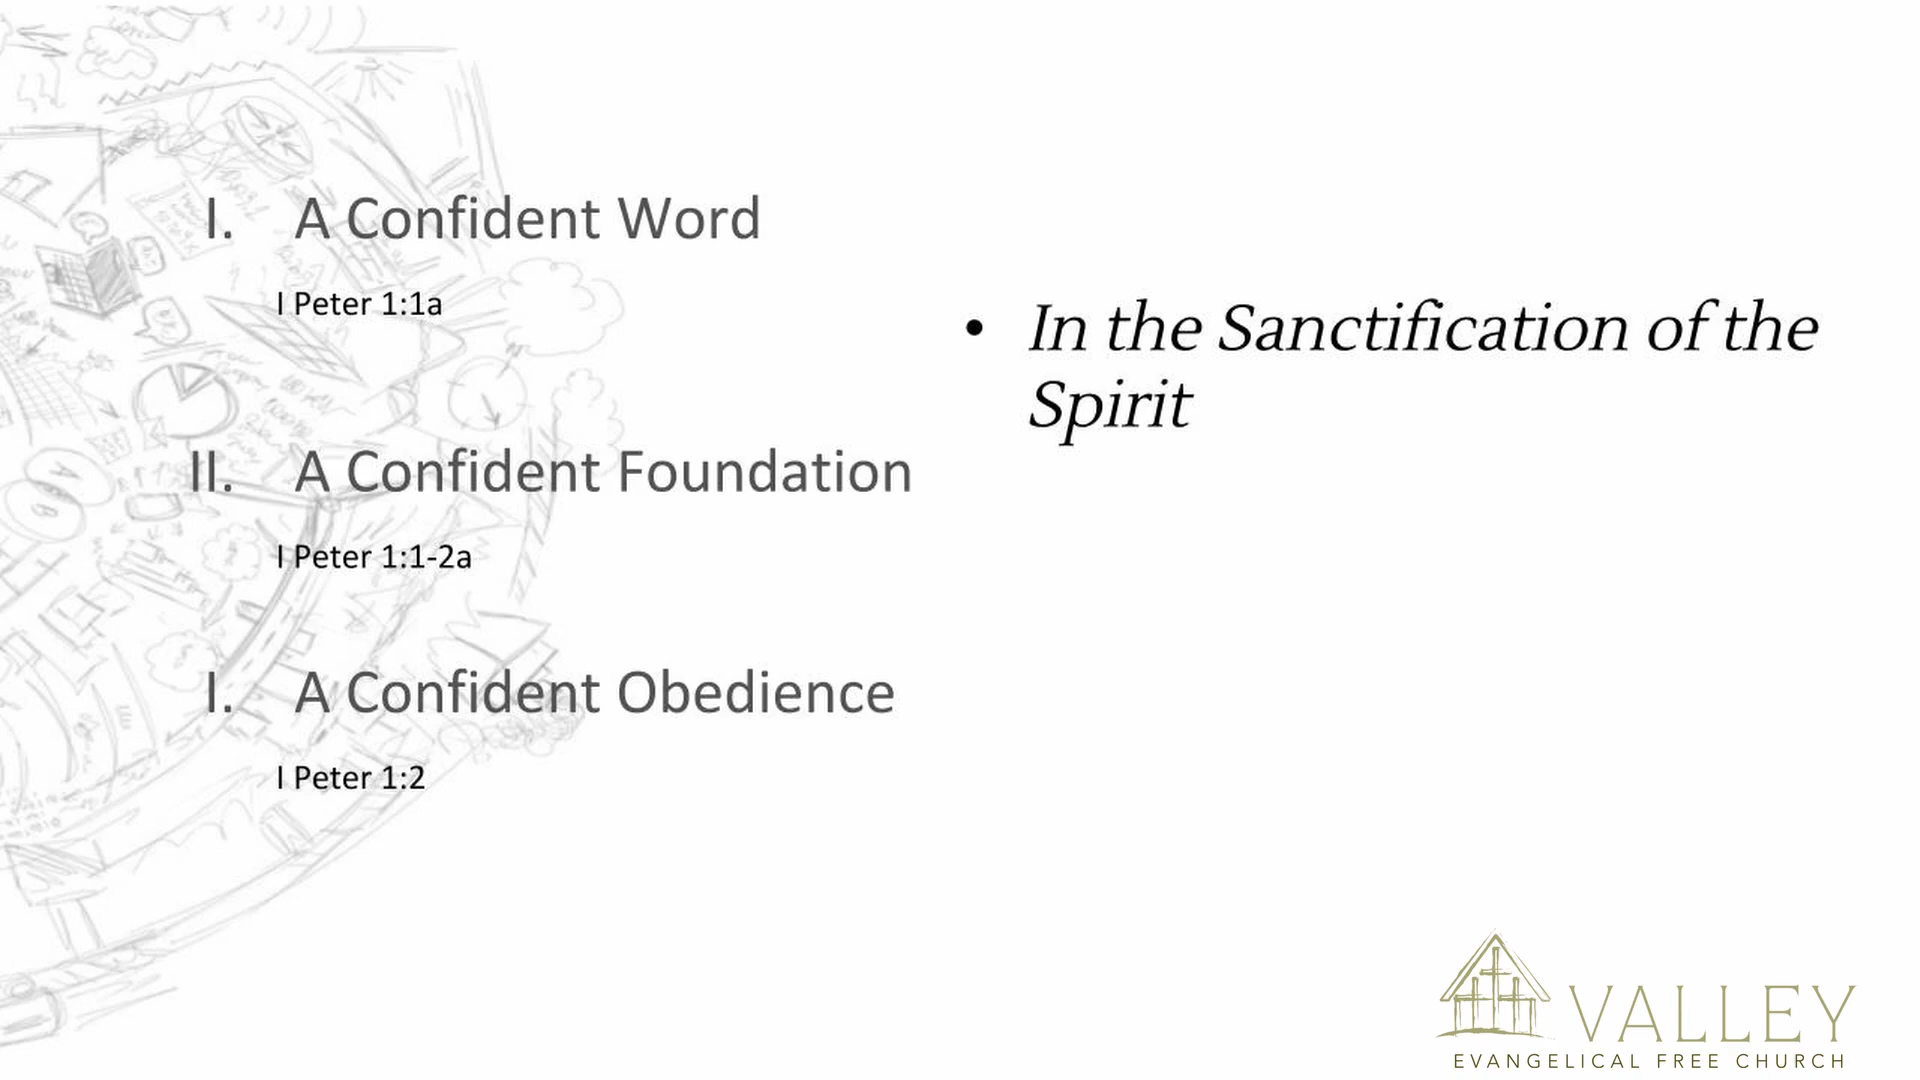 I. A Confident Word
I Peter 1:1a
II. A Confident Foundation
I Peter 1:1-2a
I. A Confident Obedience
I Peter 1:2
• In the Sanctification of the
Spirit
VALLEY
EVANGELICAL FREE CHURCH